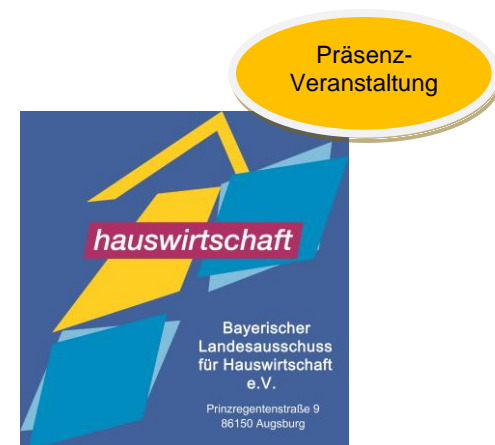 Präsenz-
Veranstaltung
hauswirtschaft
Bayerischer
Landesausschuss
für Hauswirtschaft
e.V.
Prinzregentenstraße 9
86150 Augsburg